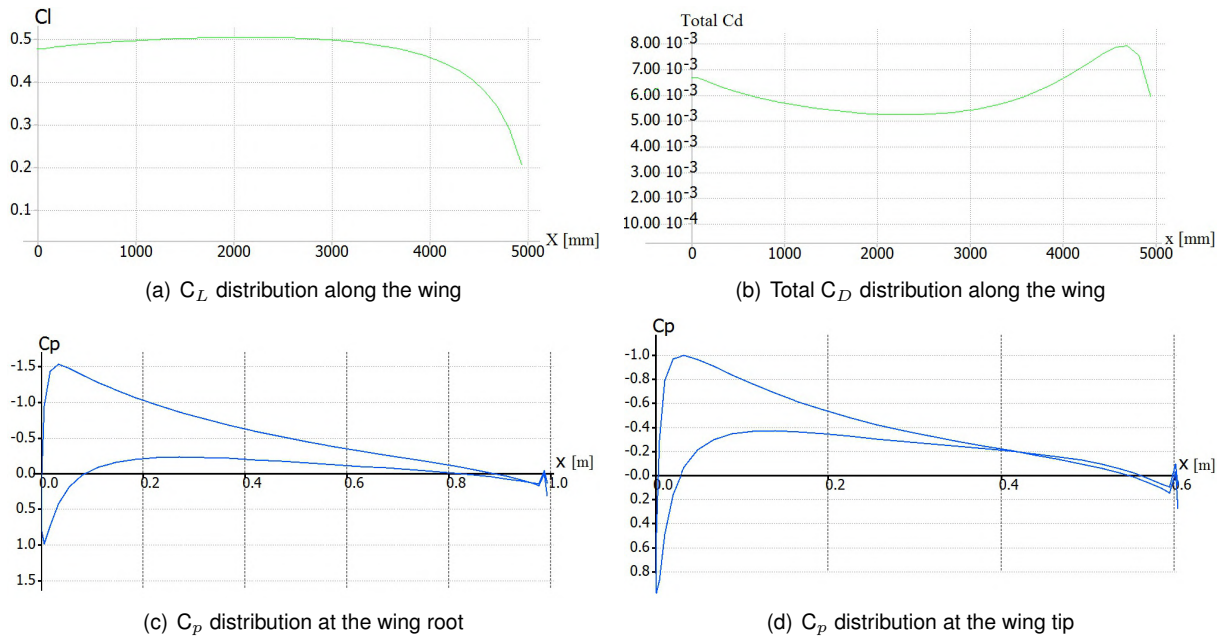 Cl
0.5
0.4
0.3
0.2
0.1
0 1000 2000 3000 4000 5000 X [mm]
(a) C_L distribution along the wing
Total Cd
8.00 10^-3
7.00 10^-3
6.00 10^-3
5.00 10^-3
4.00 10^-3
3.00 10^-3
2.00 10^-3
10.00 10^-4
0 1000 2000 3000 4000 5000 x [mm]
(b) Total C_D distribution along the wing
Cp
-1.5
-1.0
-0.5
0.0
0.5
1.0
1.5
0.0 0.2 0.4 0.6 0.8 1.0 x [m]
(c) C_p distribution at the wing root
Cp
-1.0
-0.8
-0.6
-0.4
-0.2
-0.0
0.2
0.4
0.6
0.8
0.0 0.2 0.4 0.6 x [m]
(d) C_p distribution at the wing tip